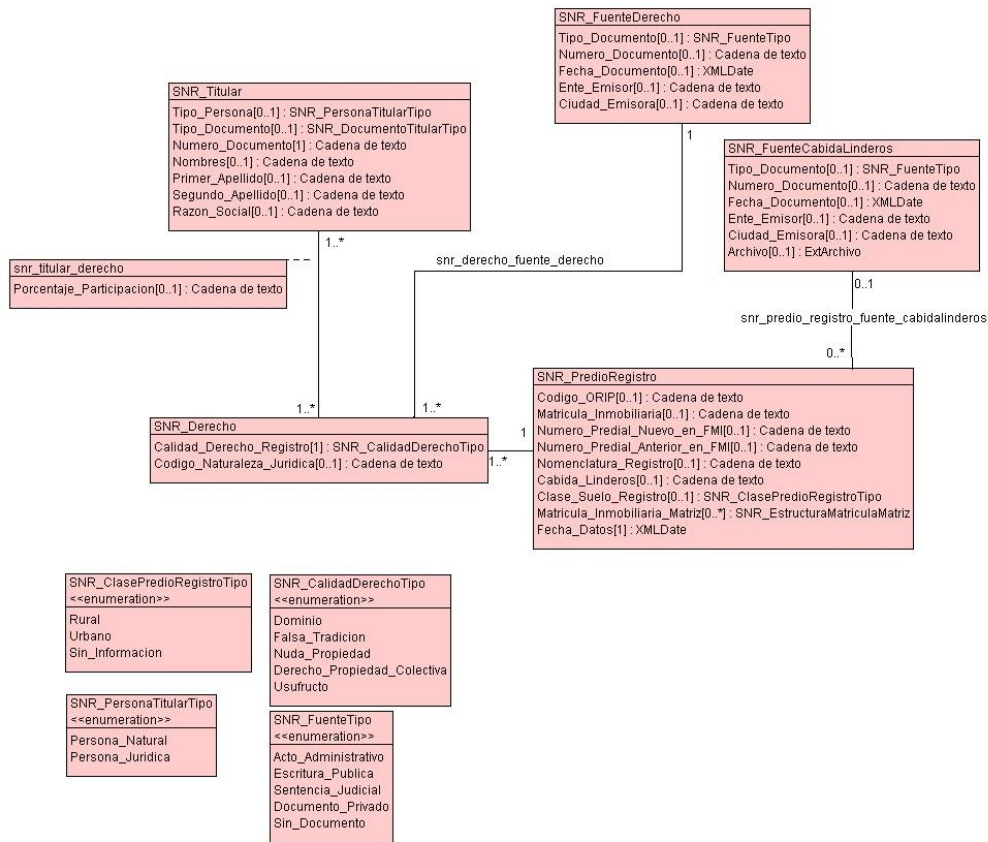 SNR_FuenteDerecho
Tipo_Documento[0..1] : SNR_FuenteTipo
Numero_Documento[0..1] : Cadena de texto
Fecha_Documento[0..1] : XMLDate
Ente_Emisor[0..1] : Cadena de texto
Ciudad_Emisora[0..1] : Cadena de texto
1
SNR_Titular
Tipo_Persona[0..1] : SNR_PersonaTitularTipo
Tipo_Documento[0..1] : SNR_DocumentoTitularTipo
Numero_Documento[1] : Cadena de texto
Nombres[0..1] : Cadena de texto
Primer_Apellido[0..1] : Cadena de texto
Segundo_Apellido[0..1] : Cadena de texto
Razon_Social[0..1] : Cadena de texto
1..*
SNR_FuenteCabidaLinderos
Tipo_Documento[0..1] : SNR_FuenteTipo
Numero_Documento[0..1] : Cadena de texto
Fecha_Documento[0..1] : XMLDate
Ente_Emisor[0..1] : Cadena de texto
Ciudad_Emisora[0..1] : Cadena de texto
Archivo[0..1] : ExtArchivo
0..1
snr_titular_derecho
Porcentaje_Participacion[0..1] : Cadena de texto
snr_derecho_fuente_derecho
snr_predio_registro_fuente_cabidalinderos
0..*
1..*
1..*
SNR_Derecho
Calidad_Derecho_Registro[1] : SNR_CalidadDerechoTipo
Codigo_Naturaleza_Juridica[0..1] : Cadena de texto
1
1..*
SNR_PredioRegistro
Codigo_ORIP[0..1] : Cadena de texto
Matricula_Inmobiliaria[0..1] : Cadena de texto
Numero_Predial_Nuevo_en_FMI[0..1] : Cadena de texto
Numero_Predial_Anterior_en_FMI[0..1] : Cadena de texto
Nomenclatura_Registro[0..1] : Cadena de texto
Cabida_Linderos[0..1] : Cadena de texto
Clase_Suelo_Registro[0..1] : SNR_ClasePredioRegistroTipo
Matricula_Inmobiliaria_Matriz[0..*] : SNR_EstructuraMatriculaMatriz
Fecha_Datos[1] : XMLDate
SNR_ClasePredioRegistroTipo
<<enumeration>>
Rural
Urbano
Sin_Informacion
SNR_CalidadDerechoTipo
<<enumeration>>
Dominio
Falsa_Tradicion
Nuda_Propiedad
Derecho_Propiedad_Colectiva
Usufructo
SNR_PersonaTitularTipo
<<enumeration>>
Persona_Natural
Persona_Juridica
SNR_FuenteTipo
<<enumeration>>
Acto_Administrativo
Escritura_Publica
Sentencia_Judicial
Documento_Privado
Sin_Documento